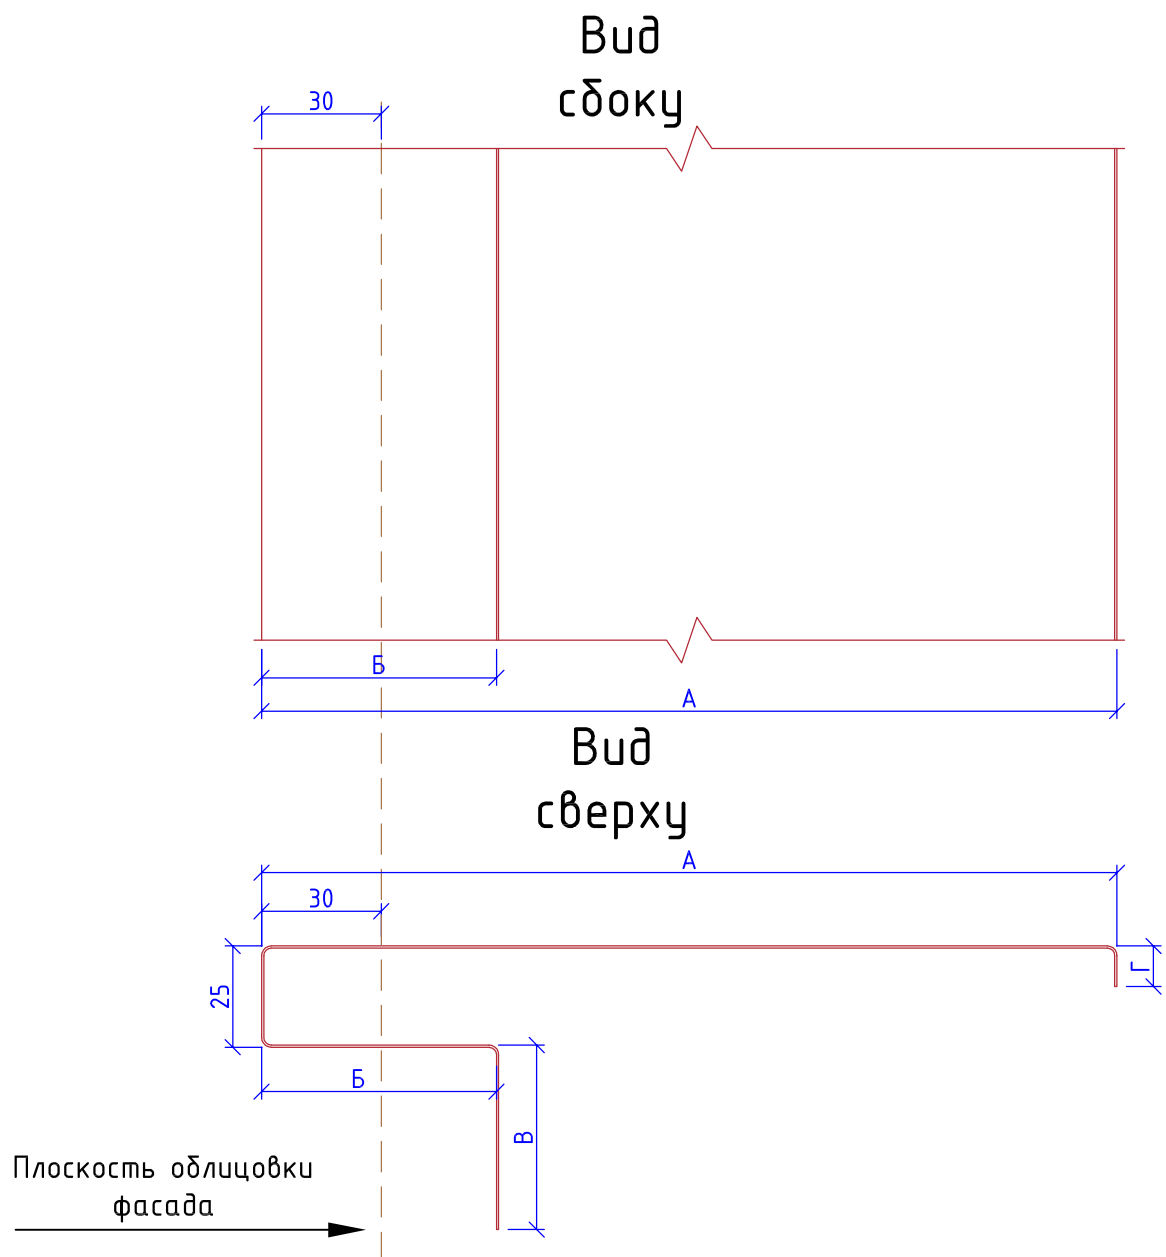 Вид
сбоку
30
Б
А
Вид
сверху
А
30
Г
25
Б
В
Плоскость облицовки
фасада